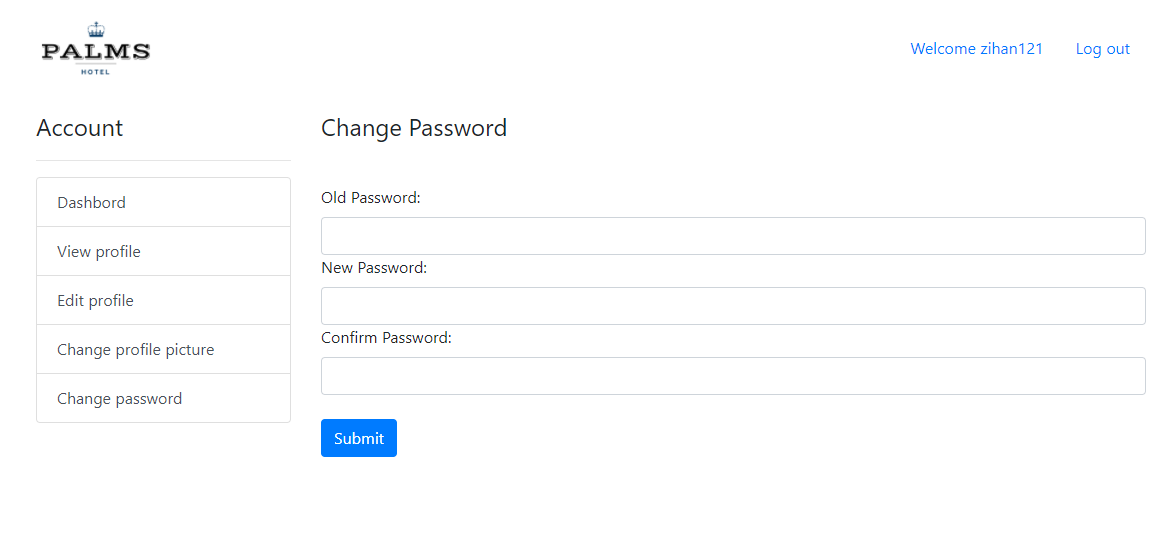 PALMS
HOTEL
Welcome zihan121
Log out
Account
Dashbord
View profile
Edit profile
Change profile picture
Change password
Change Password
Old Password:
New Password:
Confirm Password:
Submit